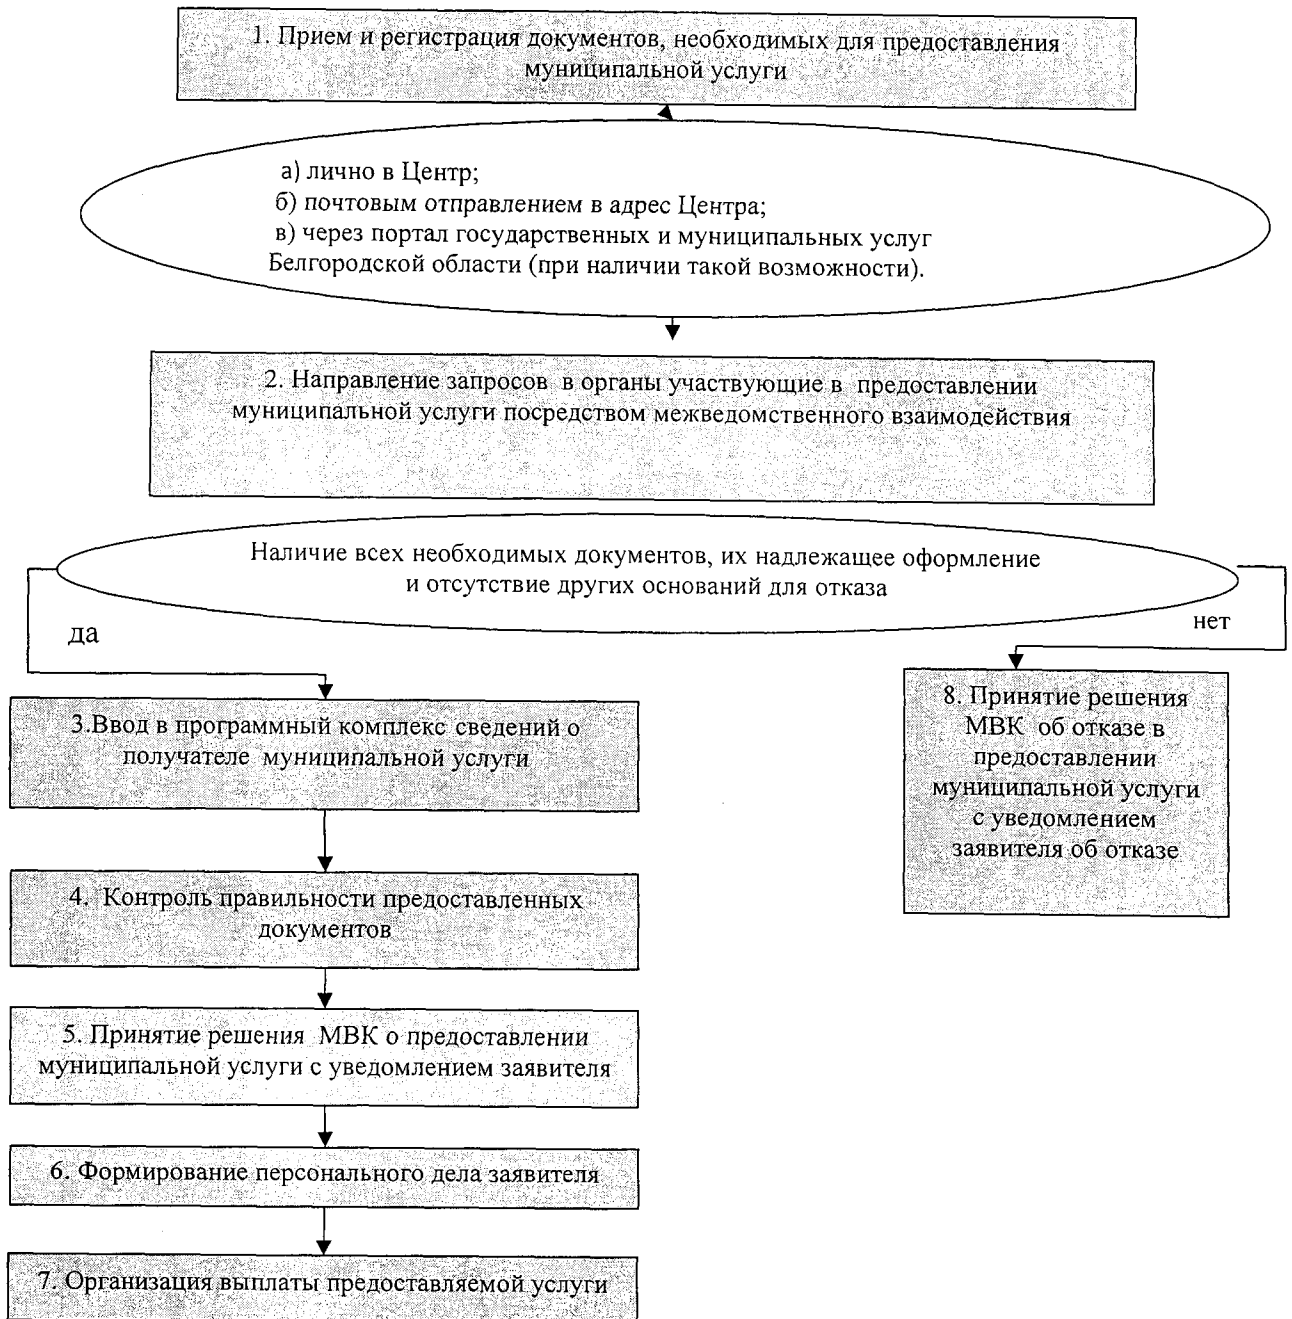 1. Прием и регистрация документов, необходимых для предоставления
муниципальной услуги
а) лично в Центр;
б) почтовым отправлением в адрес Центра;
в) через портал государственных и муниципальных услуг
Белгородской области (при наличии такой возможности).
2. Направление запросов в органы участвующие в предоставлении
муниципальной услуги посредством межведомственного взаимодействия
Наличие всех необходимых документов, их надлежащее оформление
и отсутствие других оснований для отказа
да
нет
3.Ввод в программный комплекс сведений о
получателе муниципальной услуги
4. Контроль правильности предоставленных
документов
5. Принятие решения МВК о предоставлении
муниципальной услуги с уведомлением заявителя
6. Формирование персонального дела заявителя
7. Организация выплаты предоставляемой услуги
8. Принятие решения
МВК об отказе в
предоставлении
муниципальной услуги
с уведомлением
заявителя об отказе